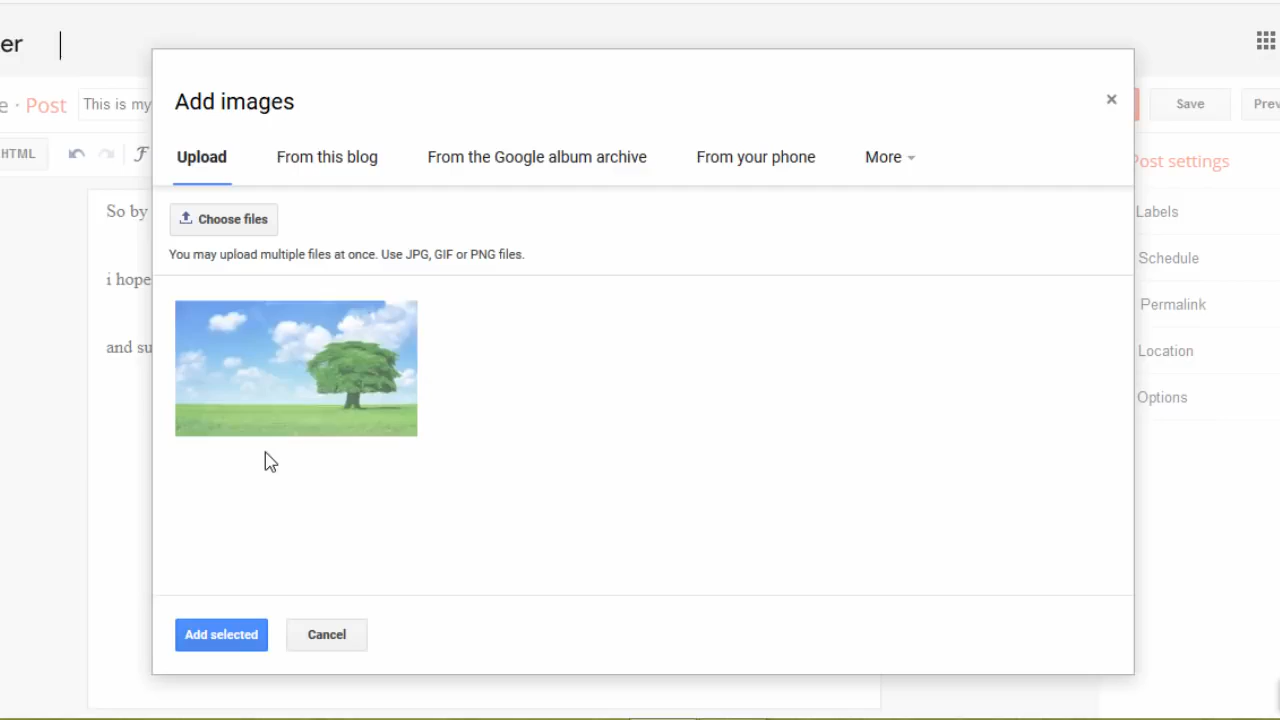 er
Add images
e · Post
This is my
Save
Prev
Upload
From this blog
From the Google album archive
From your phone
More
HTML
Post settings
Choose files
You may upload multiple files at once. Use JPG, GIF or PNG files.
So by
i hope
and su
Labels
Schedule
Permalink
Location
Options
Add selected
Cancel